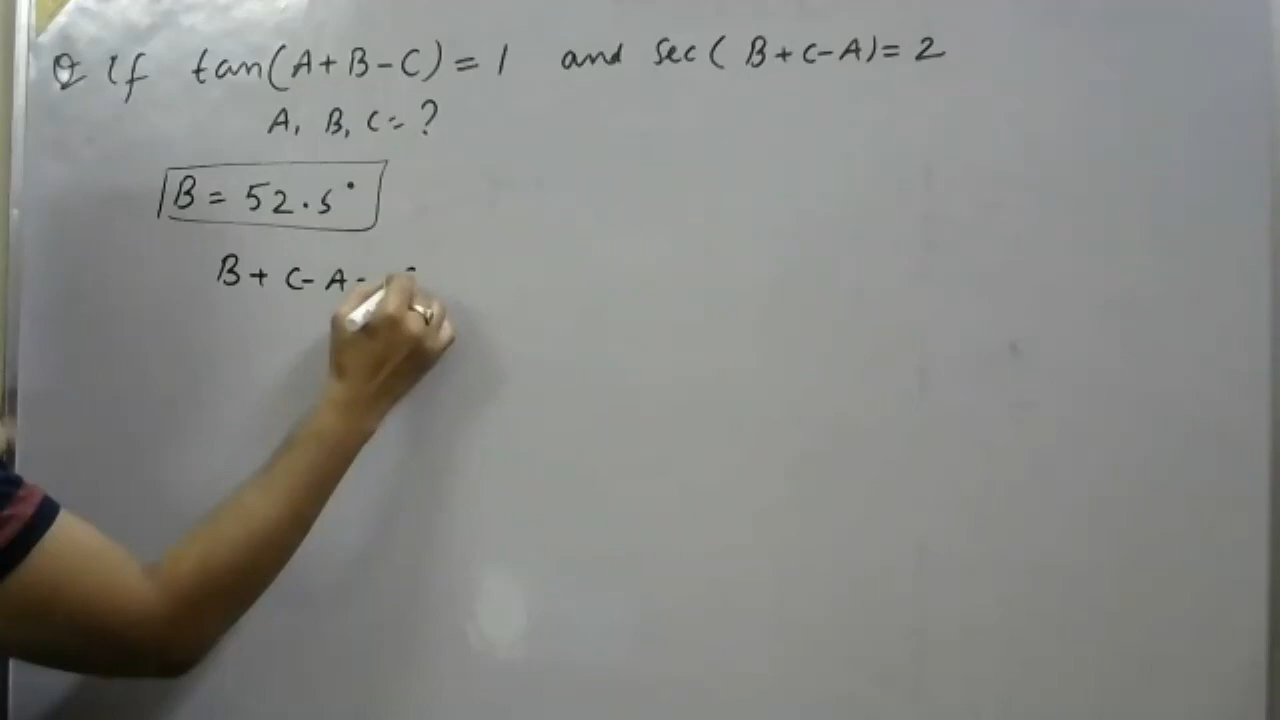 Q If tan(A+B-C) = 1 and Sec(B+C-A)= 2
A, B, C = ?
B = 52.5°
B + C- A =